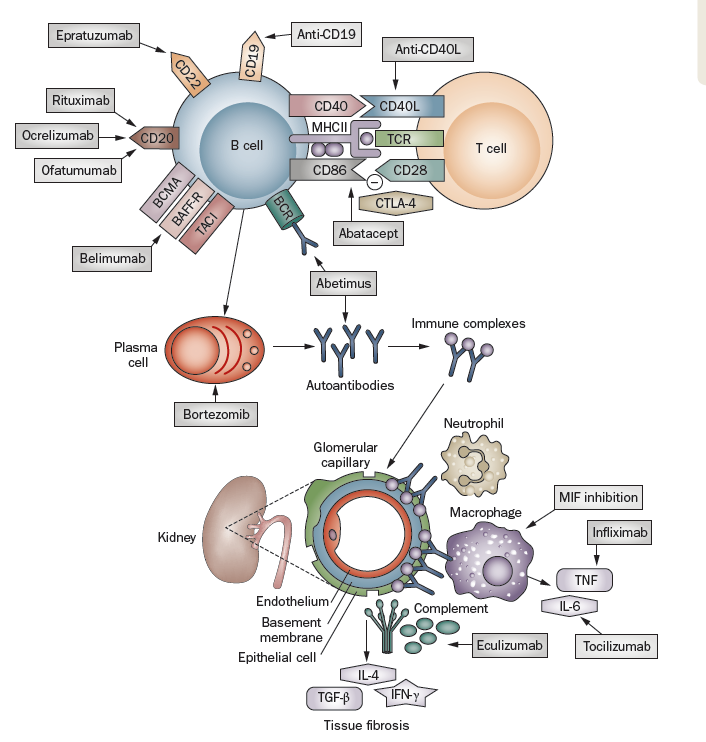 Epratuzumab
CD22
CD19
Anti-CD19
Anti-CD40L
Rituximab
Ocrelizumab
Ofatumumab
CD20
B cell
CD40
CD40L
MHCII
TCR
T cell
CD86
CD28
CTLA-4
BCMA
BAFF-R
TACI
BCR
Abatacept
Belimumab
Abetimus
Plasma
cell
Autoantibodies
Immune complexes
Bortezomib
Neutrophil
Glomerular
capillary
Macrophage
MIF inhibition
Infliximab
Kidney
TNF
IL-6
Endothelium
Basement
membrane
Epithelial cell
Complement
Eculizumab
Tocilizumab
IL-4
TGF-β
IFN-γ
Tissue fibrosis